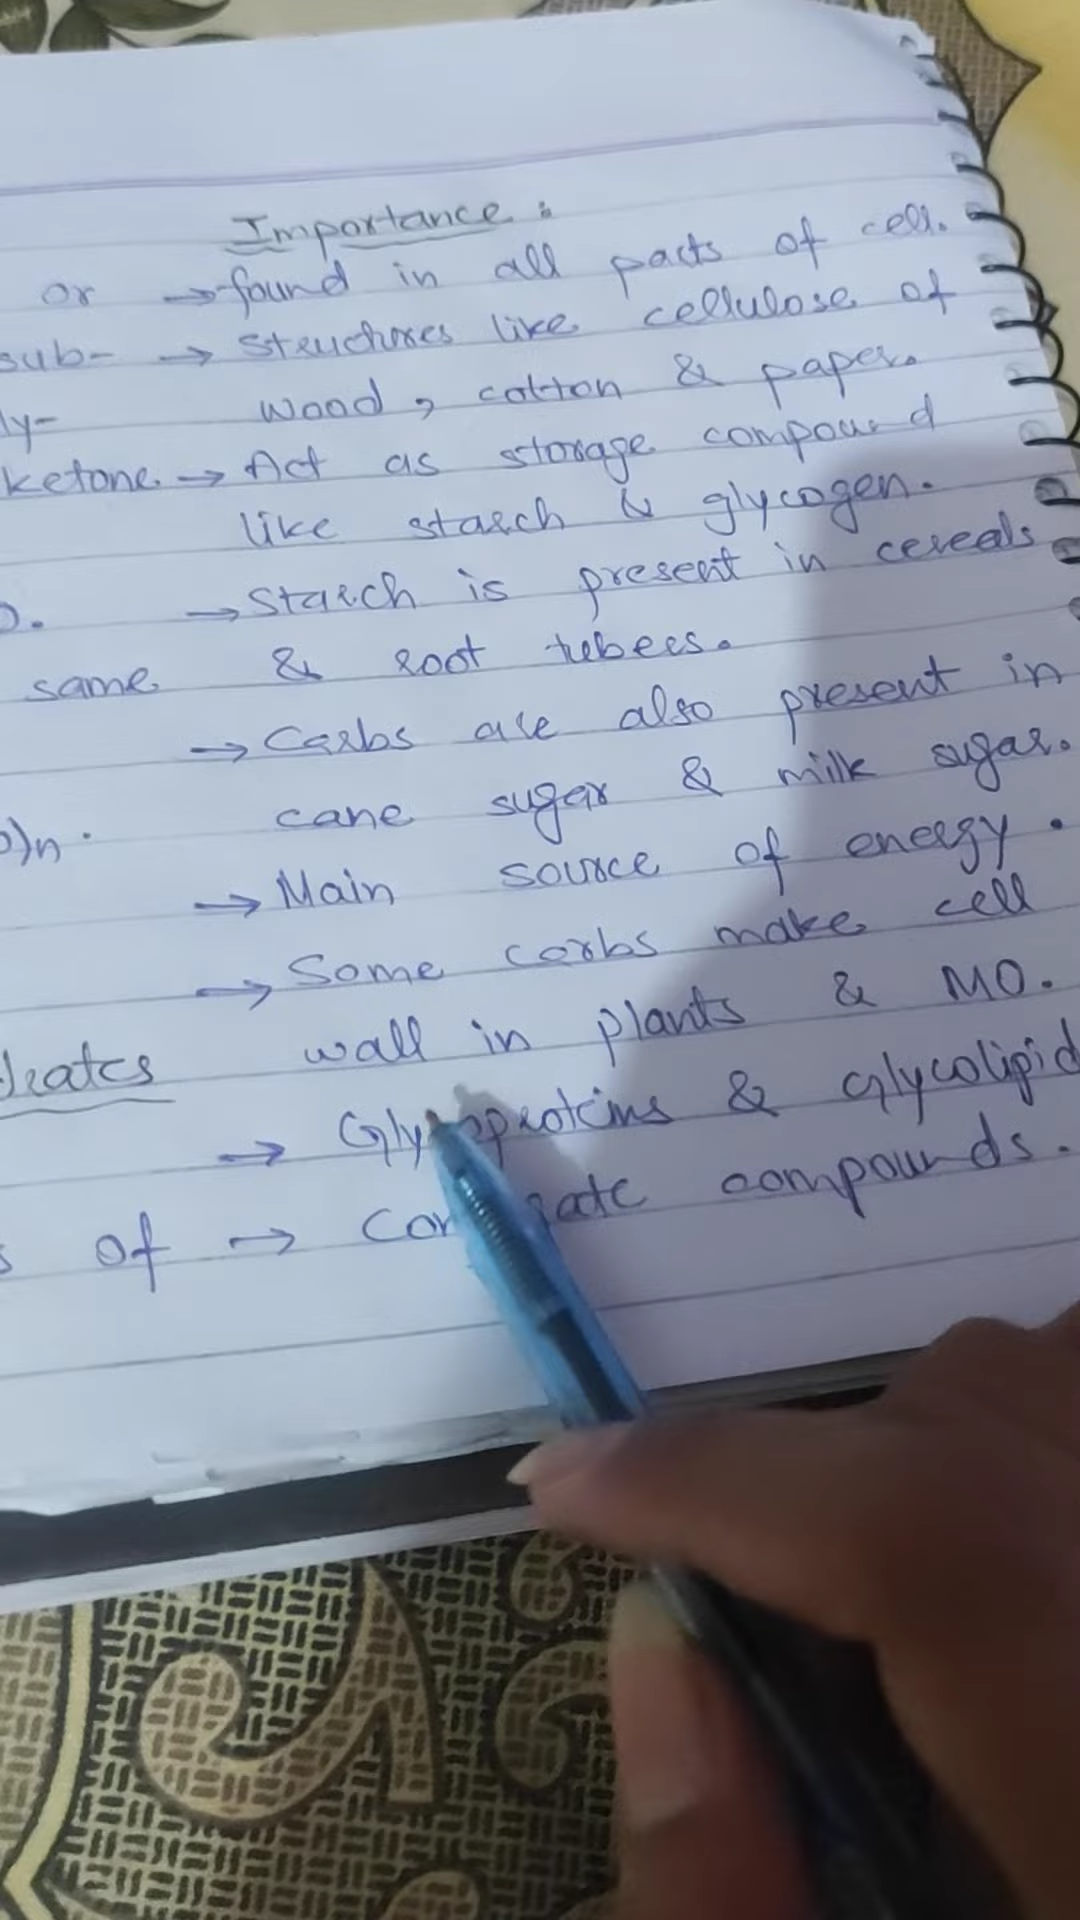 Importance :
or → found in all parts of cell.
sub- → Structures like cellulose of
ly- wood, cotton & paper.
ketone → Act as storage compound
like starch & glycogen.
→ Starch is present in cereals
same & root tubers.
→ Carbs are also present in
cane sugar & milk sugar.
)n. → Main source of energy.
→ Some carbs make cell
wall in plants & MO.
→ & Glycolipid
of → compounds.